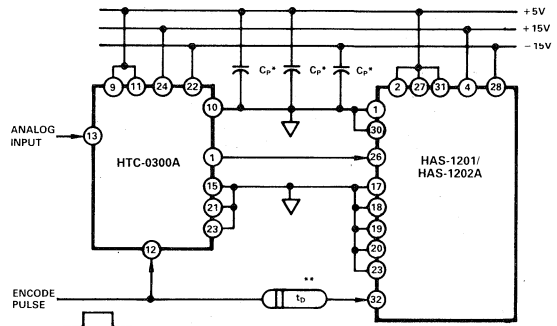 +5V
+15V
-15V
CP* CP* CP*
9 11 24 22
2 27 31 4 28
10
1
30
ANALOG
INPUT
13
HTC-0300A
1
26
HAS-1201/
HAS-1202A
15
17
21
18
23
19
20
23
12
**
ENCODE
PULSE
tD
32